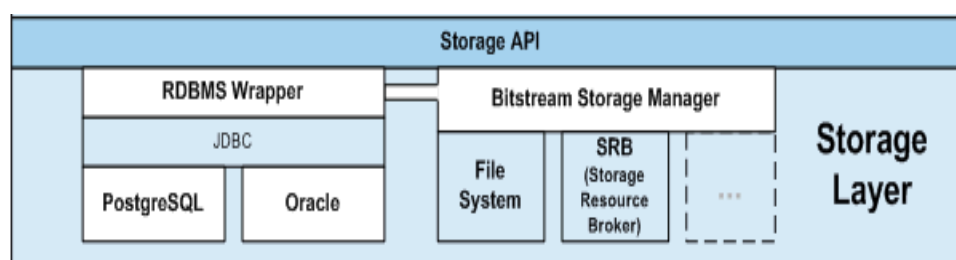 Storage API
RDBMS Wrapper
JDBC
PostgreSQL
Oracle
Bitstream Storage Manager
File
System
SRB
(Storage
Resource
Broker)
...
Storage
Layer